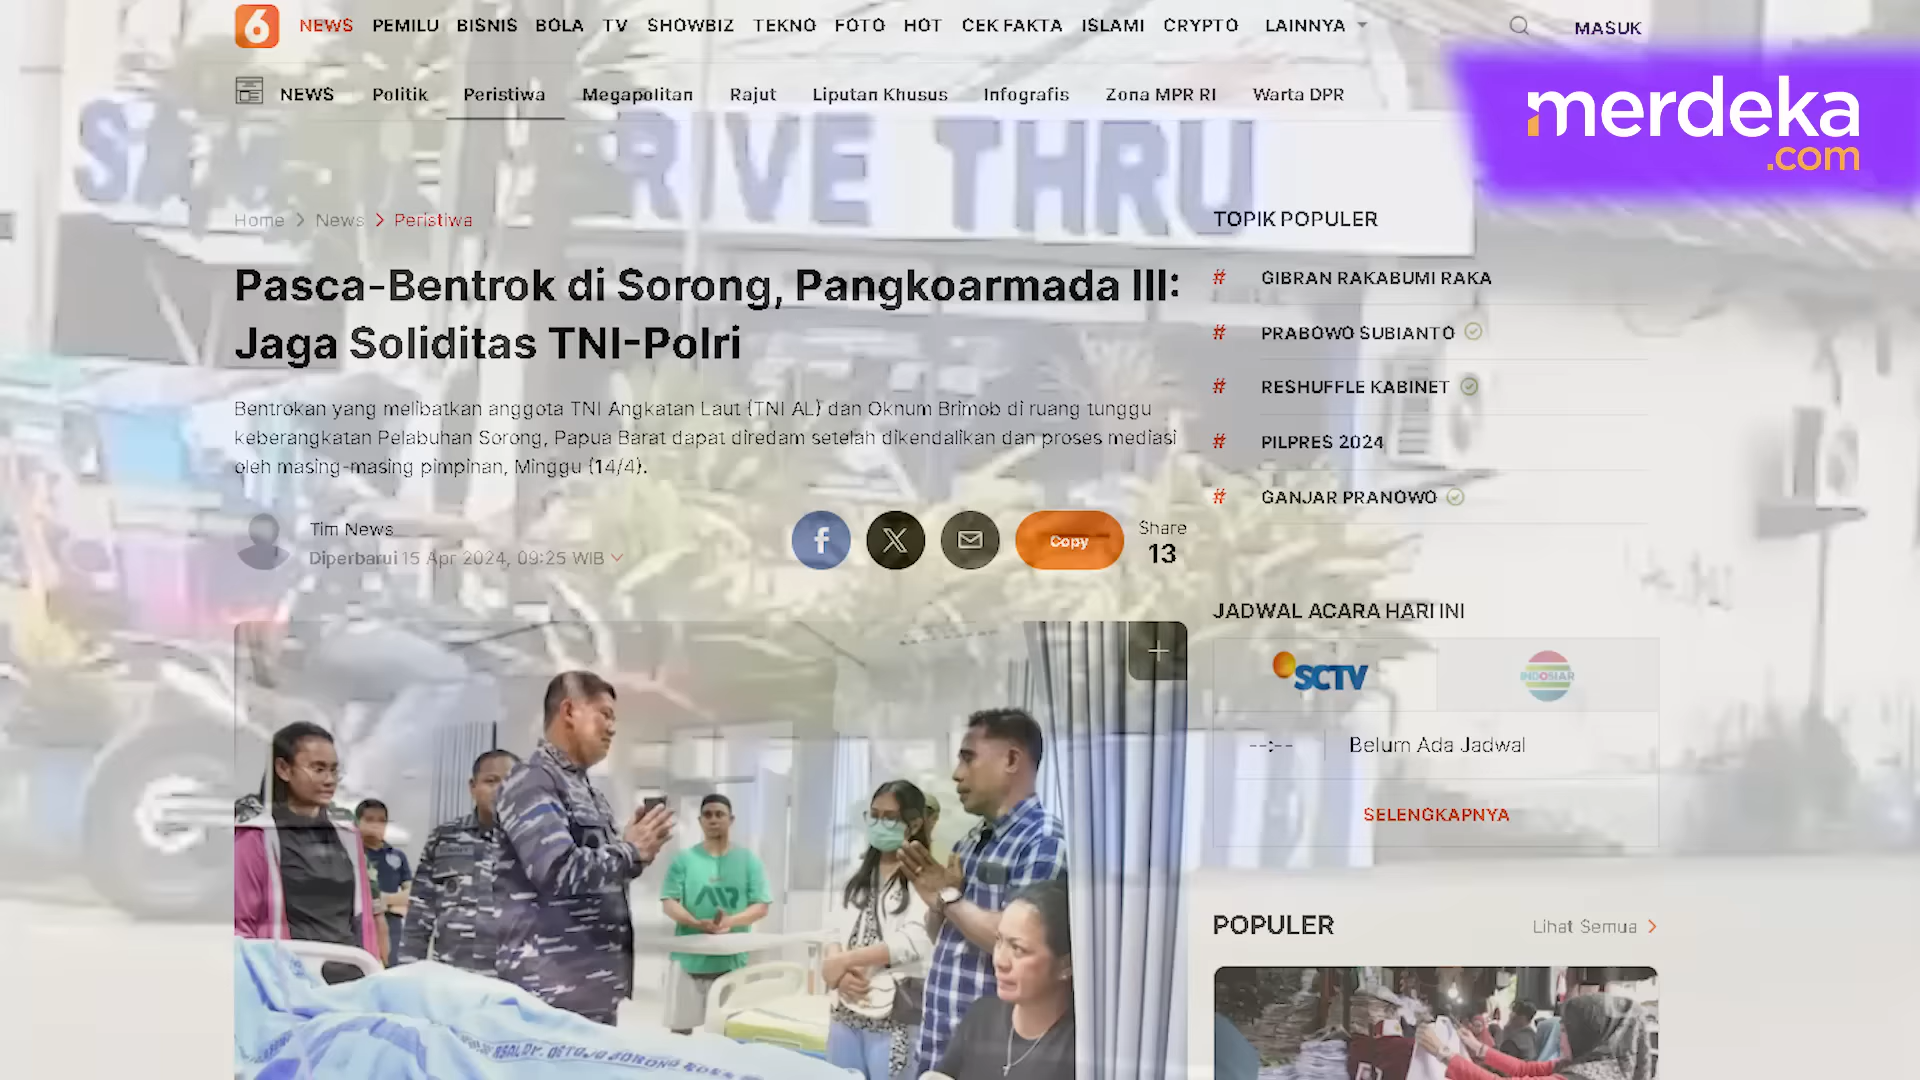 6 NEWS PEMILU BISNIS BOLA TV SHOWBIZ TEKNO FOTO HOT CEK FAKTA ISLAMI CRYPTO LAINNYA MASUK
NEWS Politik Peristiwa Megapolitan Rajut Liputan Khusus Infografis Zona MPR RI Warta DPR
merdeka
.com
RIVE THRU
Home > News > Peristiwa
Pasca-Bentrok di Sorong, Pangkoarmada III:
Jaga Soliditas TNI-Polri
Bentrokan yang melibatkan anggota TNI Angkatan Laut (TNI AL) dan Oknum Brimob di ruang tunggu
keberangkatan Pelabuhan Sorong, Papua Barat dapat diredam setelah dikendalikan dan proses mediasi
oleh masing-masing pimpinan, Minggu (14/4).
Tim News
Diperbarui 15 Apr 2024, 09:25 WIB
f X Copy
Share
13
TOPIK POPULER
# GIBRAN RAKABUMI RAKA
# PRABOWO SUBIANTO
# RESHUFFLE KABINET
# PILPRES 2024
# GANJAR PRANOWO
JADWAL ACARA HARI INI
SCTV INDOSIAR
--:-- Belum Ada Jadwal
SELENGKAPNYA
POPULER Lihat Semua >